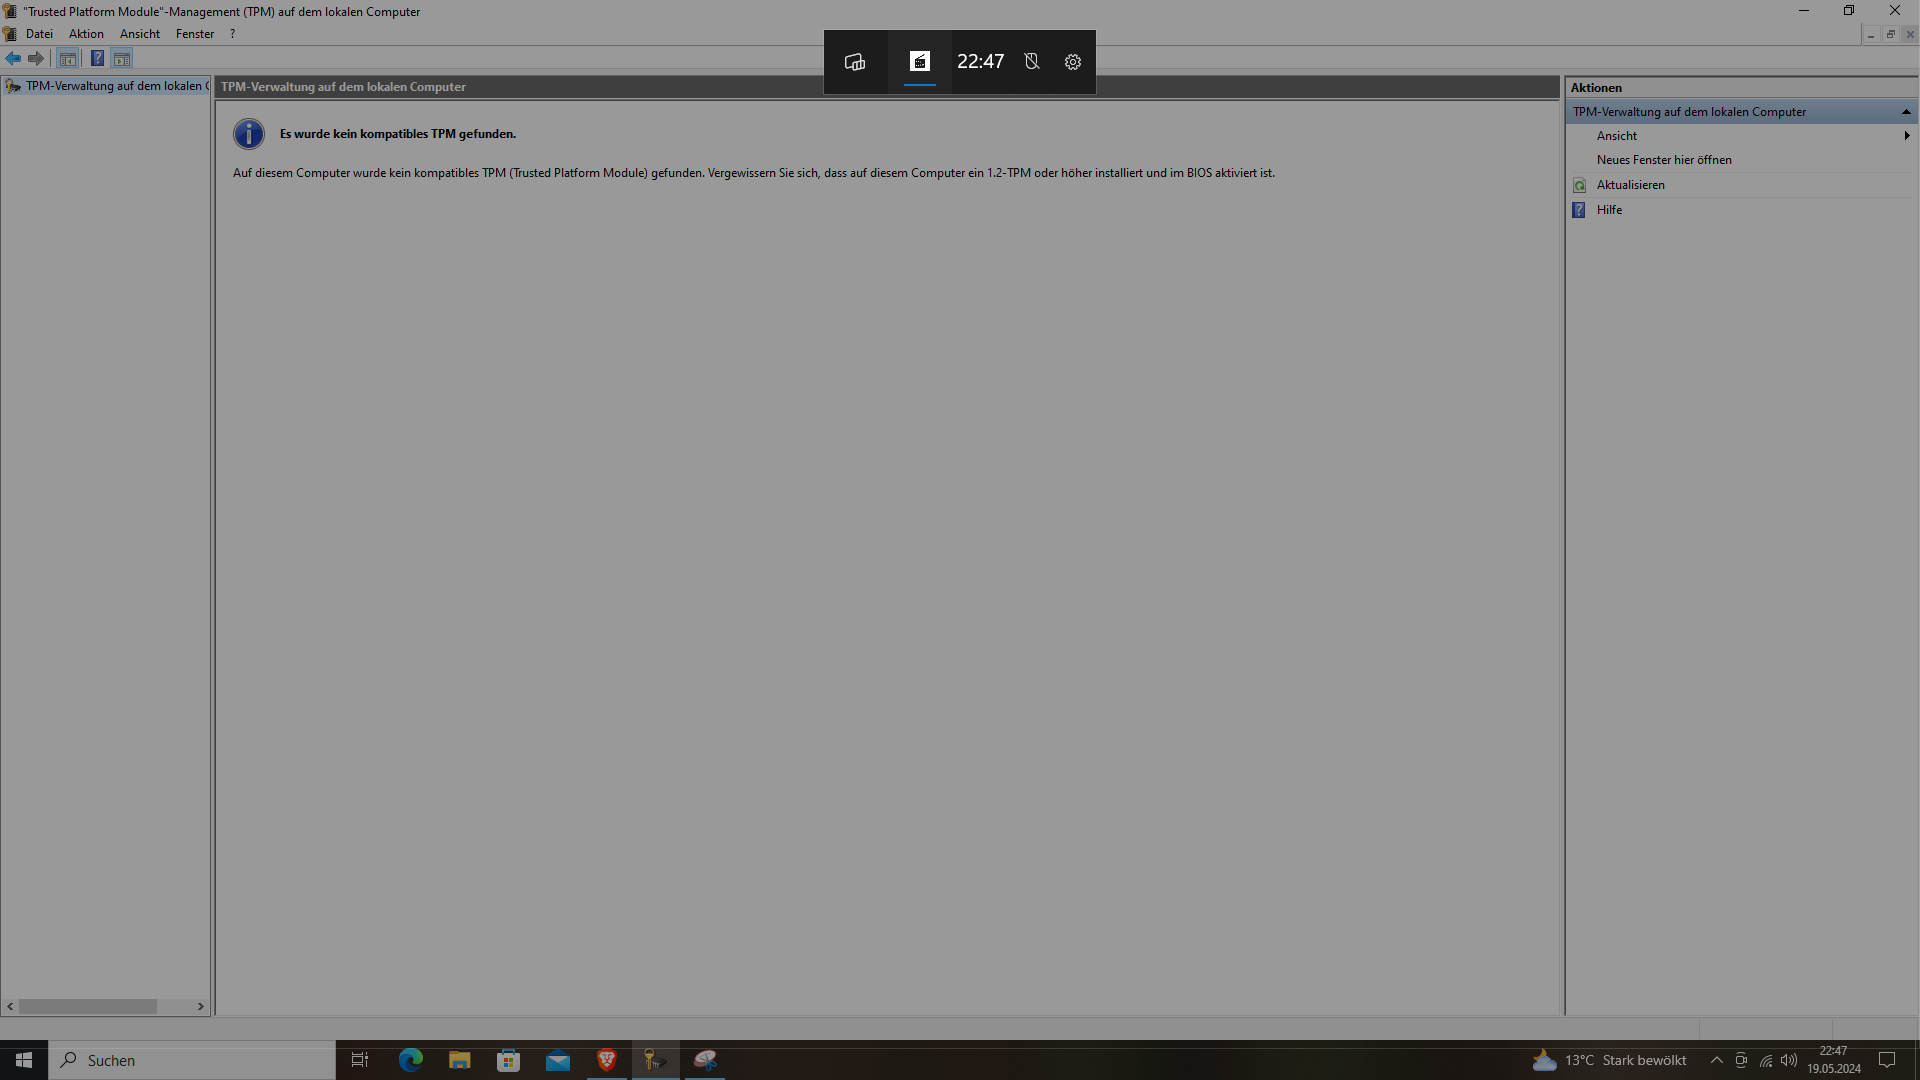 "Trusted Platform Module"-Management (TPM) auf dem lokalen Computer
Datei Aktion Ansicht Fenster ?
22:47
TPM-Verwaltung auf dem lokalen C
TPM-Verwaltung auf dem lokalen Computer
Es wurde kein kompatibles TPM gefunden.
Auf diesem Computer wurde kein kompatibles TPM (Trusted Platform Module) gefunden. Vergewissern Sie sich, dass auf diesem Computer ein 1.2-TPM oder höher installiert und im BIOS aktiviert ist.
Aktionen
TPM-Verwaltung auf dem lokalen Computer
Ansicht
Neues Fenster hier öffnen
Aktualisieren
Hilfe
Suchen
13°C Stark bewölkt
22:47
19.05.2024